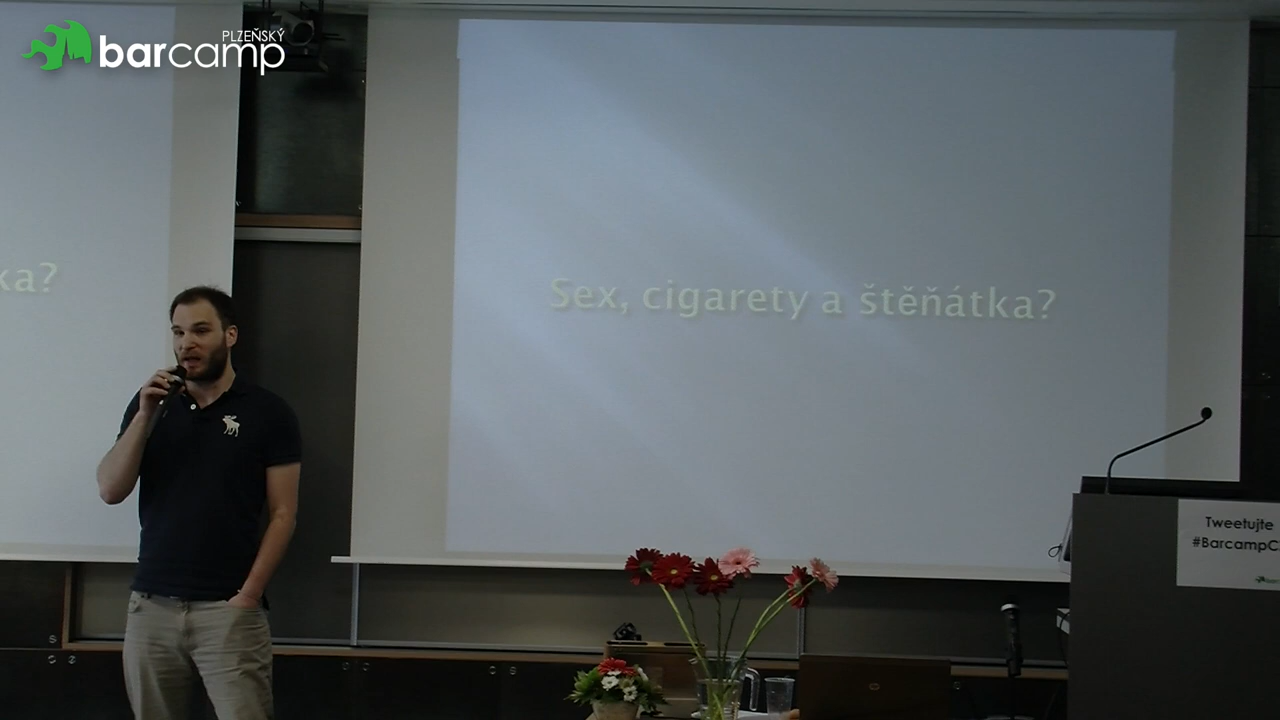 PLZEŇSKÝ
barcamp
ka?
Sex, cigarety a štěňátka?
Tweetujte
#BarcampC